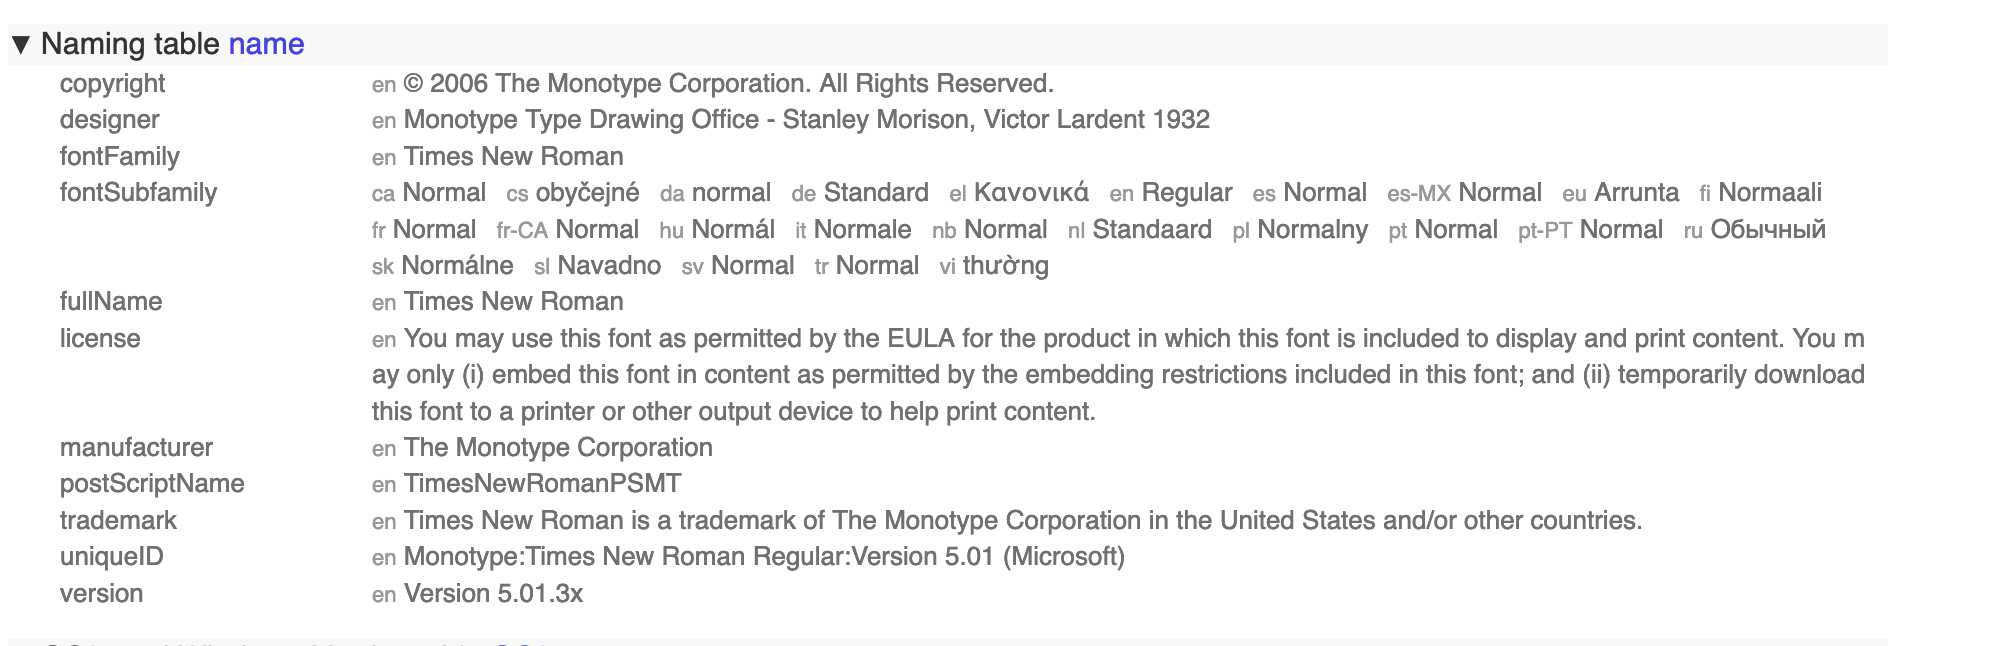 ▼ Naming table name
copyright en © 2006 The Monotype Corporation. All Rights Reserved.
designer en Monotype Type Drawing Office - Stanley Morison, Victor Lardent 1932
fontFamily en Times New Roman
fontSubfamily ca Normal cs obyčejné da normal de Standard el Κανονικά en Regular es Normal es-MX Normal eu Arrunta fi Normaali
fr Normal fr-CA Normal hu Normál it Normale nb Normal nl Standaard pl Normalny pt Normal pt-PT Normal ru Обычный
sk Normálne sl Navadno sv Normal tr Normal vi thường
fullName en Times New Roman
license en You may use this font as permitted by the EULA for the product in which this font is included to display and print content. You m
ay only (i) embed this font in content as permitted by the embedding restrictions included in this font; and (ii) temporarily download
this font to a printer or other output device to help print content.
manufacturer en The Monotype Corporation
postScriptName en TimesNewRomanPSMT
trademark en Times New Roman is a trademark of The Monotype Corporation in the United States and/or other countries.
uniqueID en Monotype:Times New Roman Regular:Version 5.01 (Microsoft)
version en Version 5.01.3x